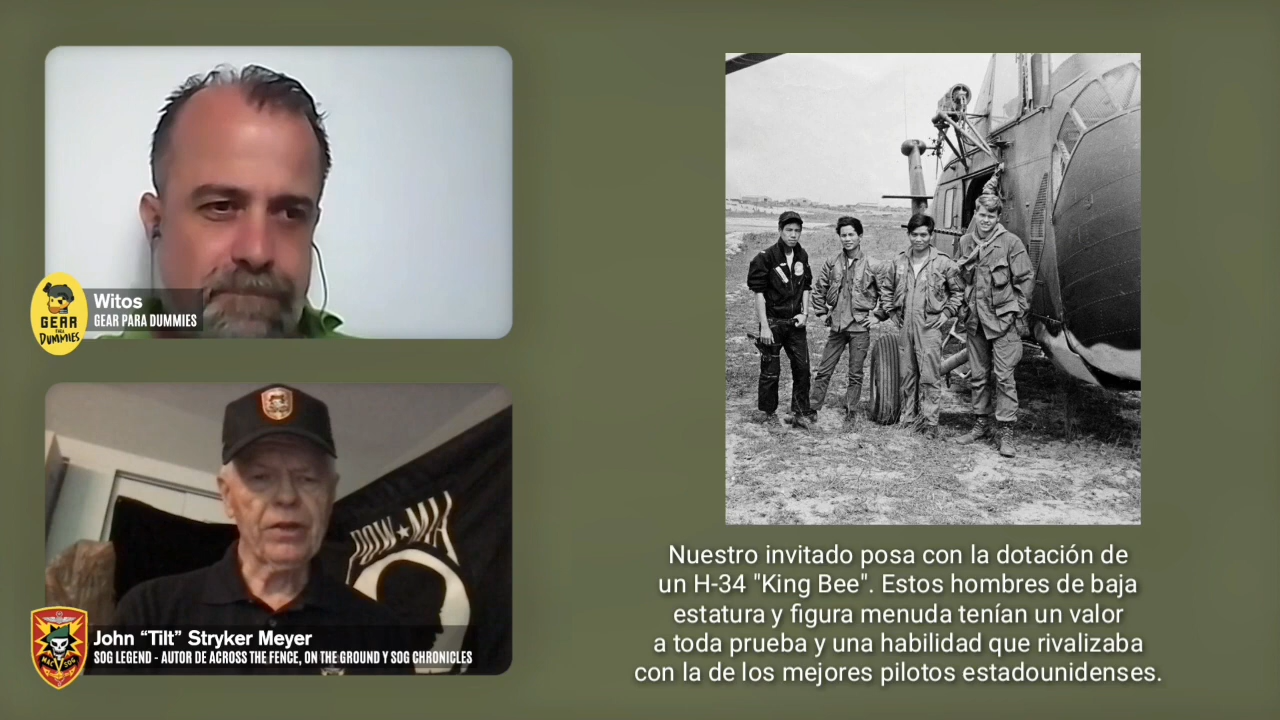 Witos
GEAR PARA DUMMIES
GEAR
PARA
DUMMIES
POW★MIA
John “Tilt” Stryker Meyer
SOG LEGEND - AUTOR DE ACROSS THE FENCE, ON THE GROUND Y SOG CHRONICLES
MAC SOG
Nuestro invitado posa con la dotación de
un H-34 "King Bee". Estos hombres de baja
estatura y figura menuda tenían un valor
a toda prueba y una habilidad que rivalizaba
con la de los mejores pilotos estadounidenses.